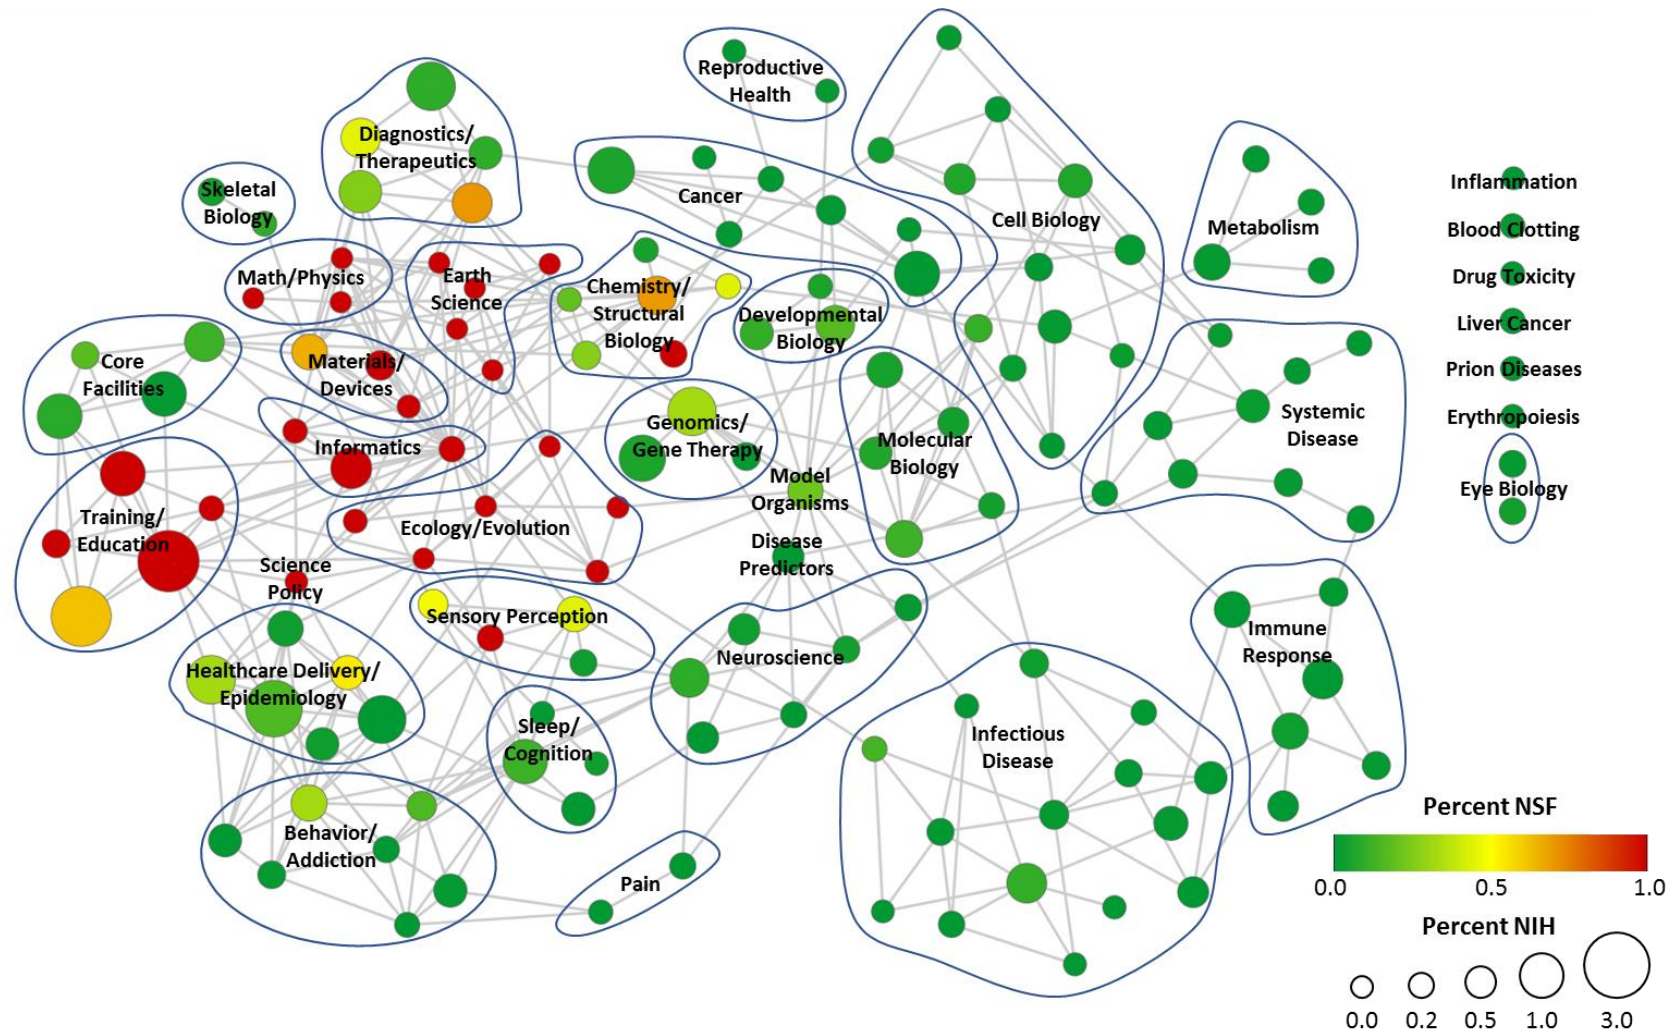 Reproductive
Health
Diagnostics/
Therapeutics
Skeletal
Biology
Cancer
Cell Biology
Metabolism
Inflammation
Blood Clotting
Drug Toxicity
Liver Cancer
Prion Diseases
Erythropoiesis
Eye Biology
Math/Physics
Earth
Science
Chemistry/
Structural
Biology
Developmental
Biology
Core
Facilities
Materials/
Devices
Informatics
Genomics/
Gene Therapy
Molecular
Biology
Systemic
Disease
Model
Organisms
Training/
Education
Ecology/Evolution
Disease
Predictors
Science
Policy
Sensory Perception
Neuroscience
Immune
Response
Healthcare Delivery/
Epidemiology
Sleep/
Cognition
Infectious
Disease
Behavior/
Addiction
Pain
Percent NSF
0.0 0.5 1.0
Percent NIH
0.0 0.2 0.5 1.0 3.0